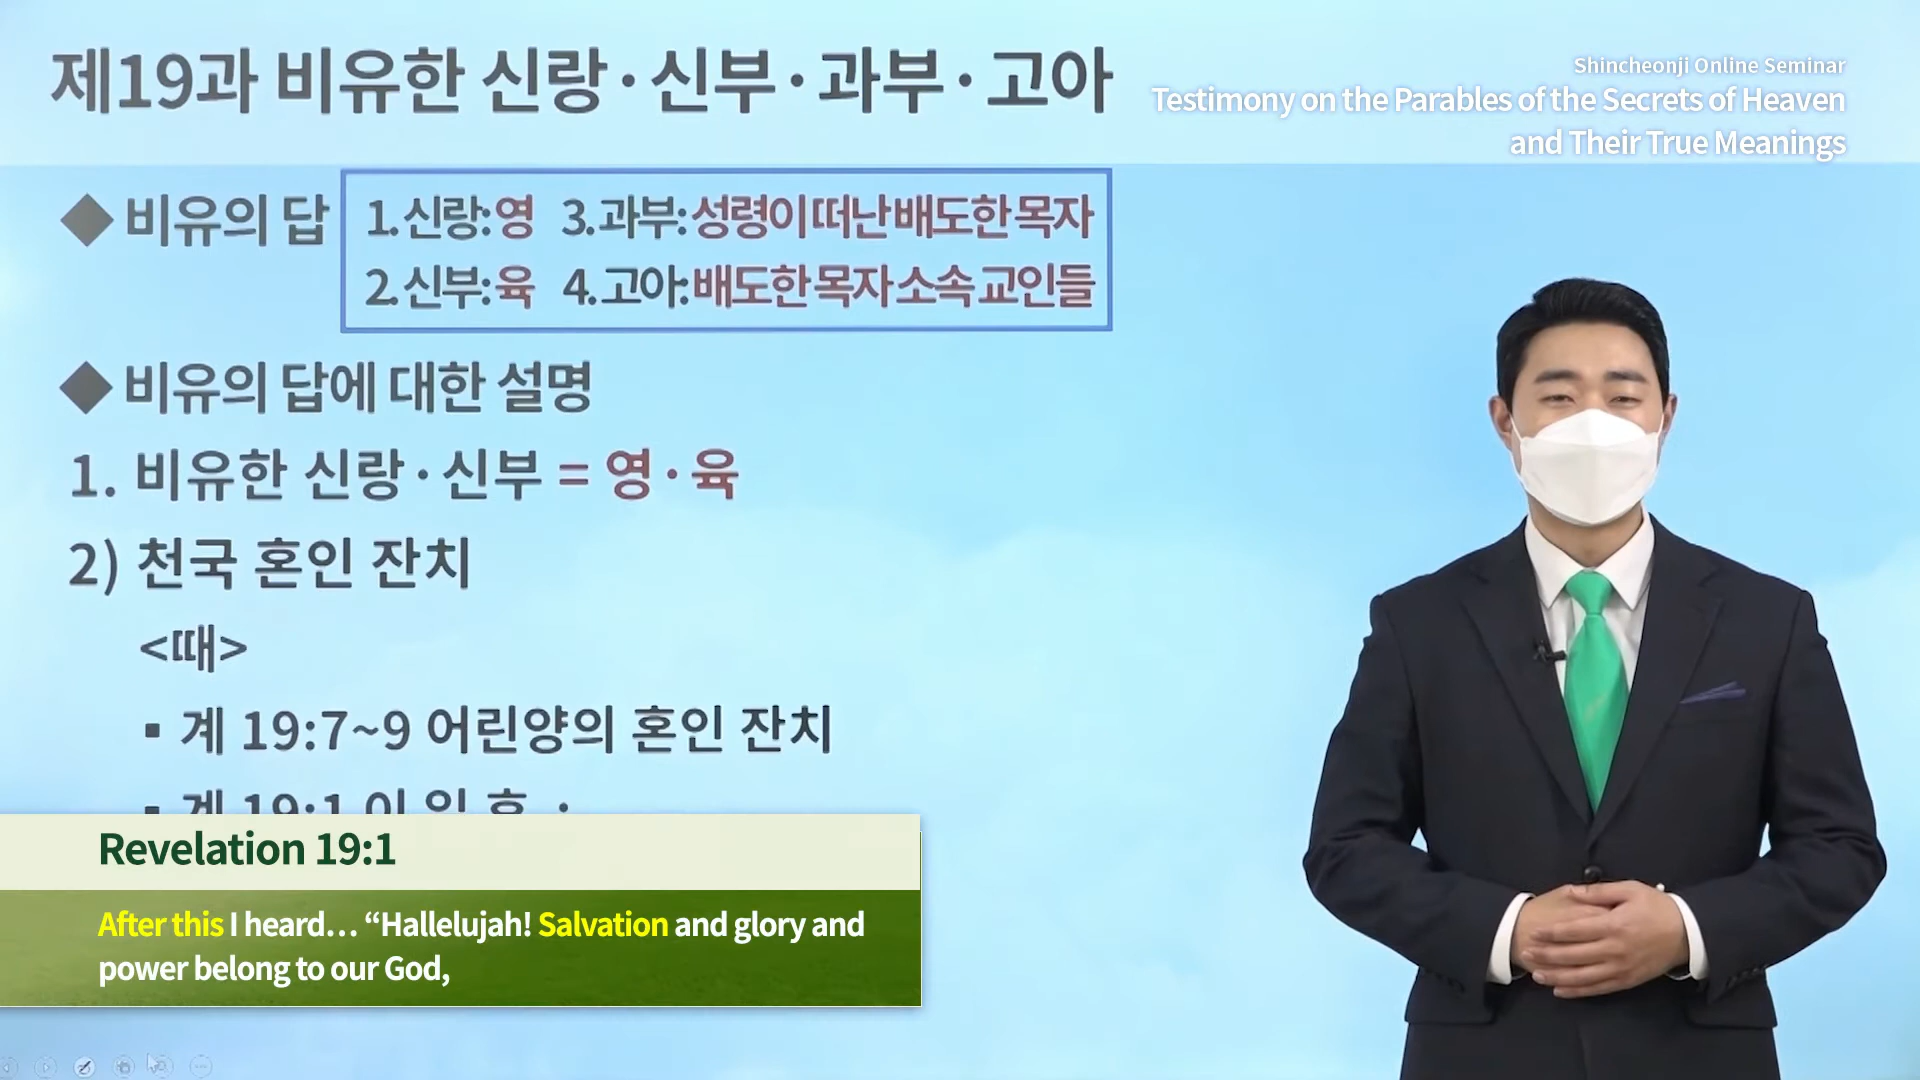 제19과 비유한 신랑·신부·과부·고아
Shincheonji Online Seminar
Testimony on the Parables of the Secrets of Heaven
and Their True Meanings
◆ 비유의 답
1. 신랑: 영 3. 과부: 성령이 떠난 배도한 목자
2. 신부: 육 4. 고아: 배도한 목자 소속 교인들
◆ 비유의 답에 대한 설명
1. 비유한 신랑·신부 = 영·육
2) 천국 혼인 잔치
<때>
▪ 계 19:7~9 어린양의 혼인 잔치
▪ 계 19:1 이 일 후
Revelation 19:1
After this I heard… “Hallelujah! Salvation and glory and
power belong to our God,